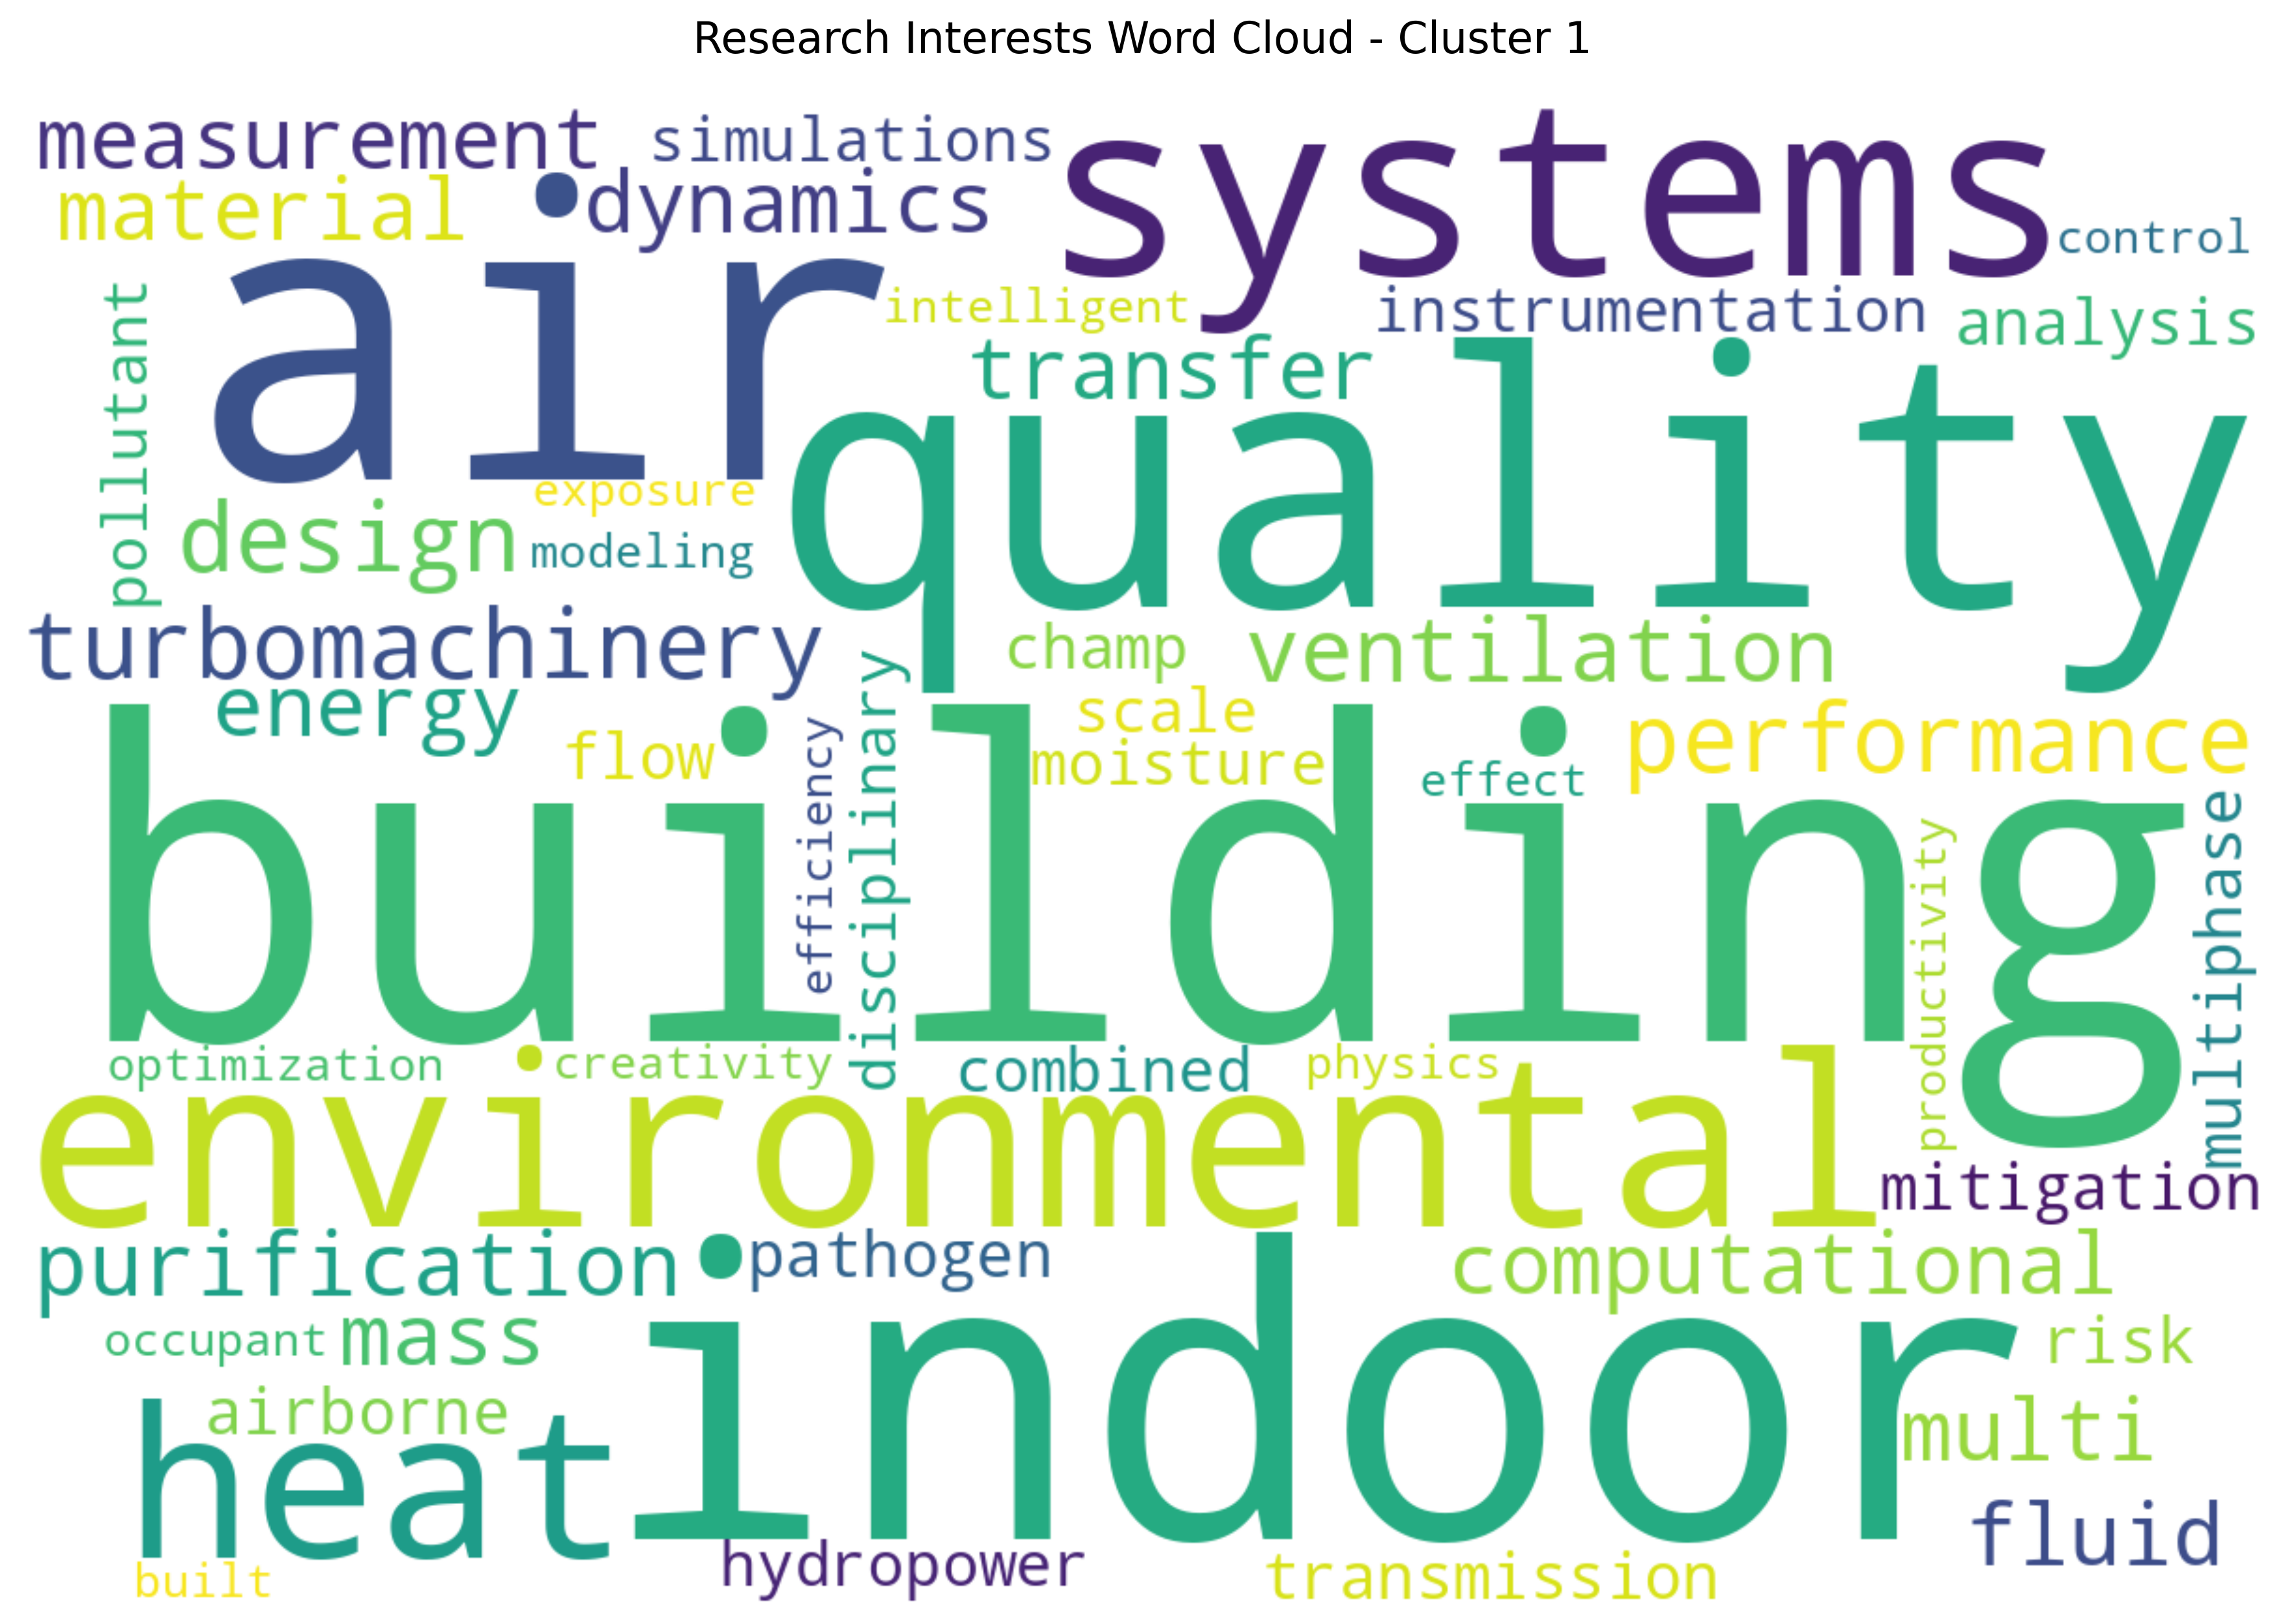 Research Interests Word Cloud - Cluster 1
measurement
simulations
systems
material
dynamics
control
air
intelligent
instrumentation
analysis
pollutant
transfer
quality
exposure
design
modeling
turbomachinery
champ
ventilation
energy
flow
efficiency
disciplinary
scale
moisture
effect
performance
building
productivity
multiphase
optimization
creativity
combined
physics
environmental
mitigation
purification
pathogen
computational
occupant
mass
indoor
risk
airborne
heat
multi
fluid
built
hydropower
transmission